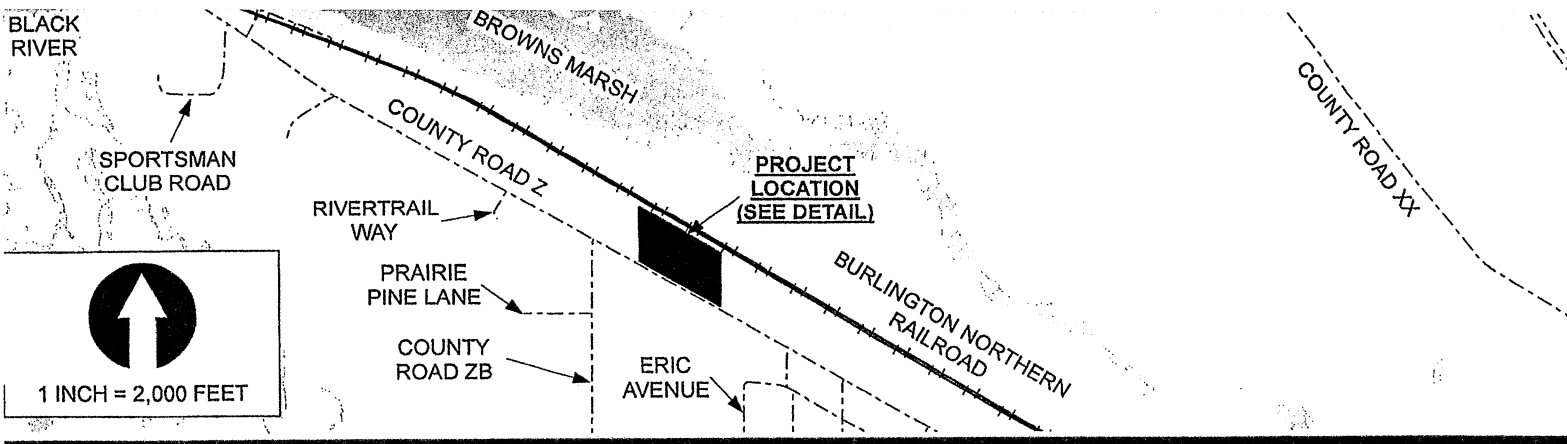 BLACK
RIVER
BROWNS MARSH
COUNTY ROAD XX
COUNTY ROAD Z
SPORTSMAN
CLUB ROAD
PROJECT
LOCATION
(SEE DETAIL)
RIVERTRAIL
WAY
PRAIRIE
PINE LANE
BURLINGTON NORTHERN
RAILROAD
COUNTY
ROAD ZB
ERIC
AVENUE
1 INCH = 2,000 FEET